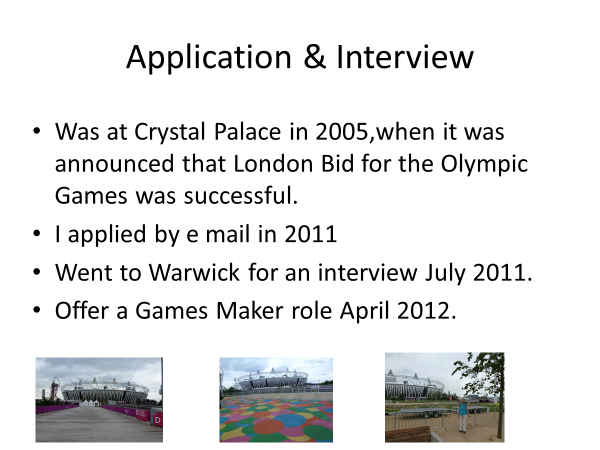 Application & Interview
• Was at Crystal Palace in 2005,when it was
announced that London Bid for the Olympic
Games was successful.
• I applied by e mail in 2011
• Went to Warwick for an interview July 2011.
• Offer a Games Maker role April 2012.
D